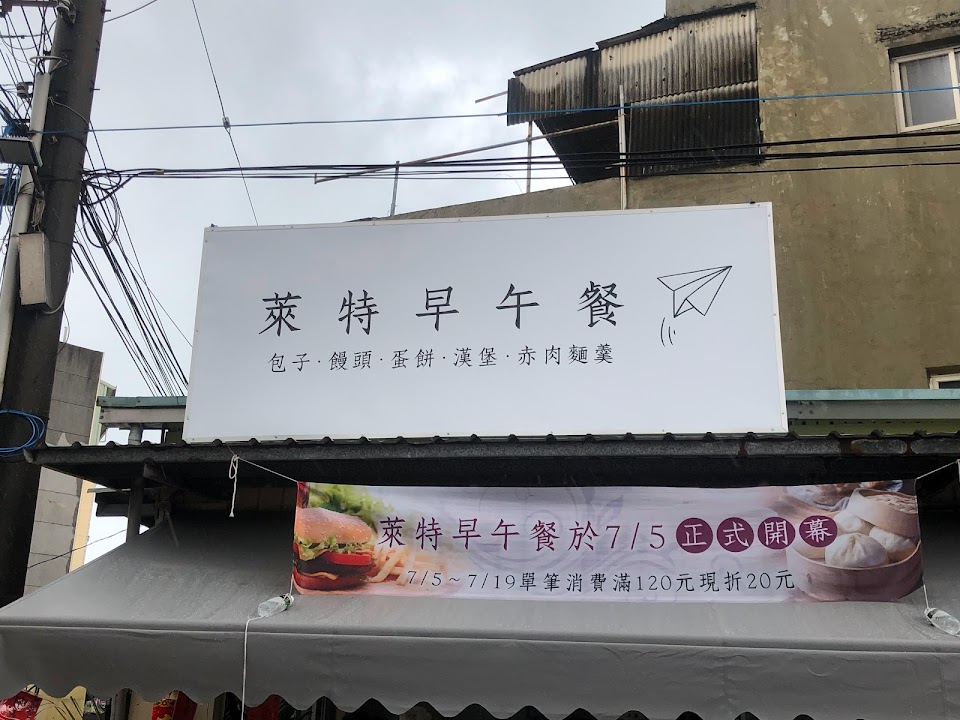 萊特早午餐
包子·饅頭·蛋餅·漢堡·赤肉麵羹
萊特早午餐於7/5正式開幕
7/5~7/19單筆消費滿120元現折20元